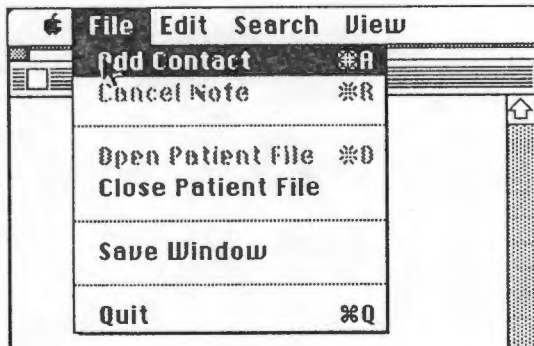 File Edit Search View
Add Contact ⌘A
Cancel Note ⌘R
Open Patient File ⌘O
Close Patient File
Save Window
Quit ⌘Q